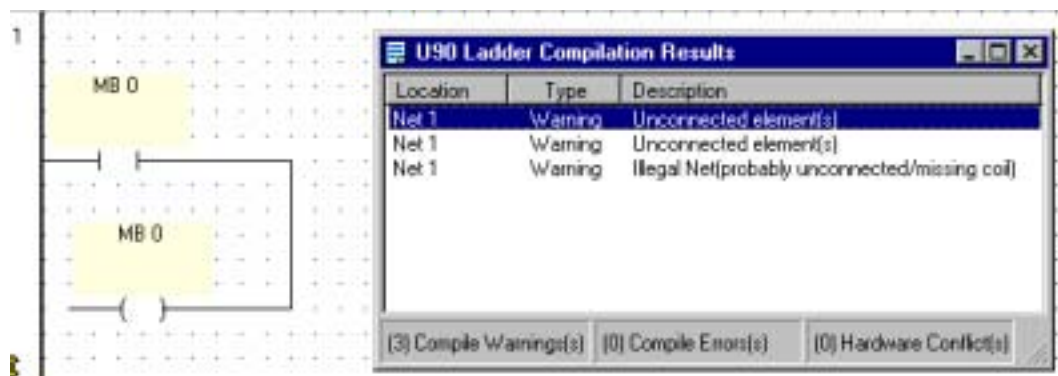 1
MB 0
MB 0
U90 Ladder Compilation Results
Location Type Description
Net 1 Warning Unconnected element(s)
Net 1 Warning Unconnected element(s)
Net 1 Warning Illegal Net(probably unconnected/missing coil)
(3) Compile Warnings(s) (0) Compile Errors(s) (0) Hardware Conflict(s)